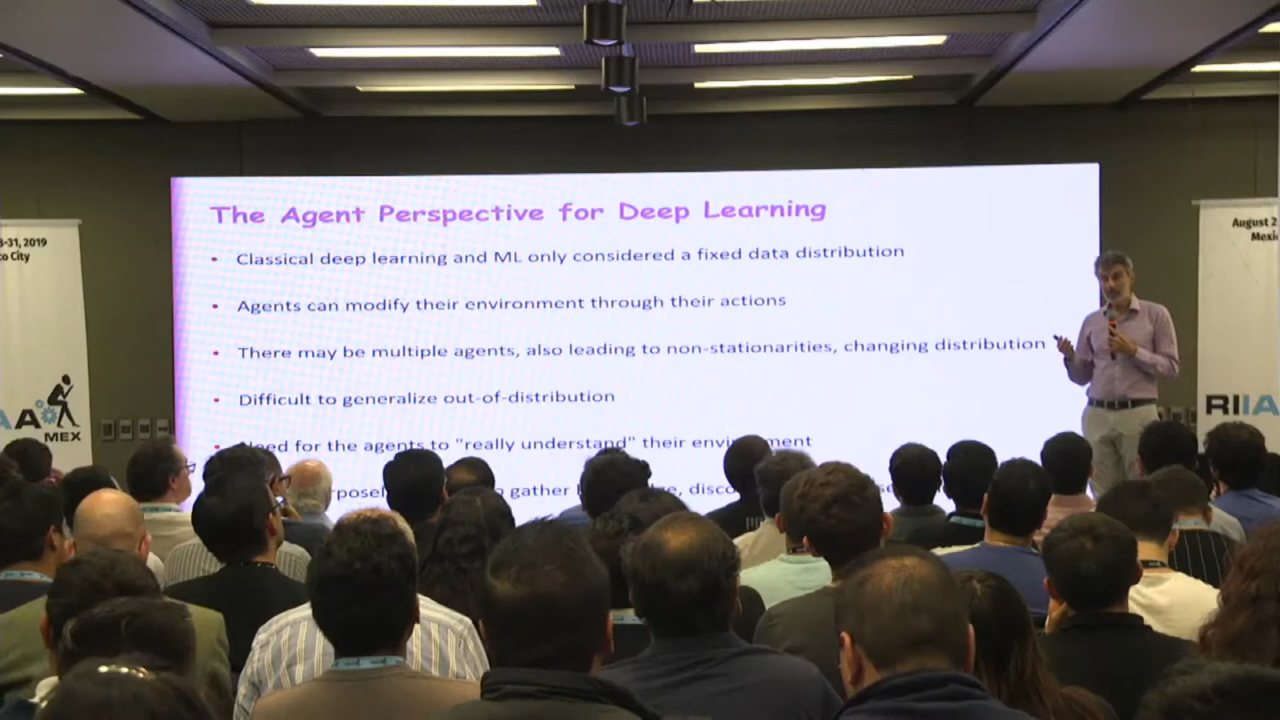 The Agent Perspective for Deep Learning
• Classical deep learning and ML only considered a fixed data distribution
• Agents can modify their environment through their actions
• There may be multiple agents, also leading to non-stationarities, changing distribution
• Difficult to generalize out-of-distribution
for the agents to "really understand" their
gather
-31, 2019
o City
MEX
August 2
Mexi
RIIA